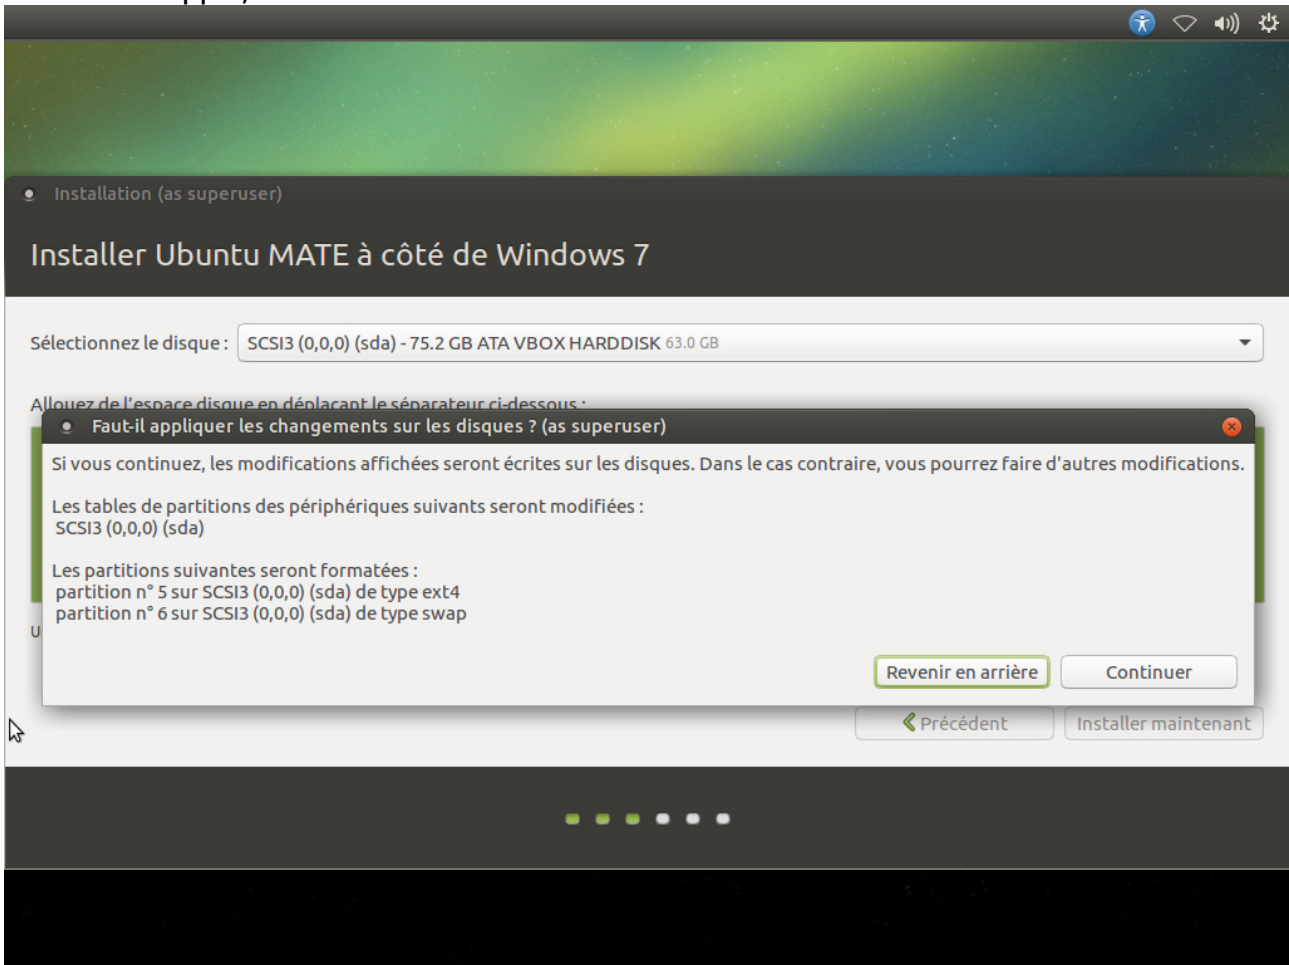 Installation (as superuser)
Installer Ubuntu MATE à côté de Windows 7
Sélectionnez le disque : SCSI3 (0,0,0) (sda) - 75.2 GB ATA VBOX HARDDISK 63.0 GB
Allouez de l'espace disque en déplaçant le séparateur ci-dessous :
Faut-il appliquer les changements sur les disques ? (as superuser)
Si vous continuez, les modifications affichées seront écrites sur les disques. Dans le cas contraire, vous pourrez faire d'autres modifications.
Les tables de partitions des périphériques suivants seront modifiées :
SCSI3 (0,0,0) (sda)
Les partitions suivantes seront formatées :
partition n° 5 sur SCSI3 (0,0,0) (sda) de type ext4
partition n° 6 sur SCSI3 (0,0,0) (sda) de type swap
Revenir en arrière Continuer
Précédent Installer maintenant